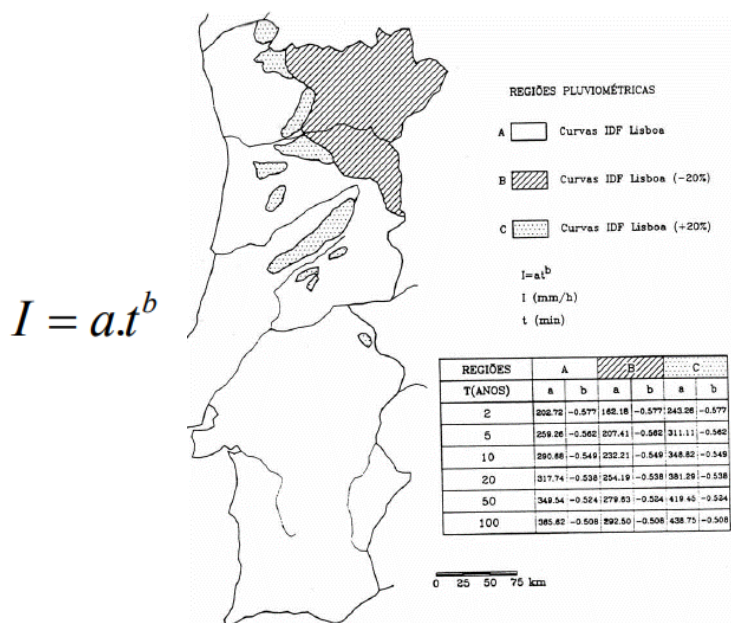 I = a.t^b
REGIÕES PLUVIOMÉTRICAS
A Curvas IDF Lisboa
B Curvas IDF Lisboa (-20%)
C Curvas IDF Lisboa (+20%)
I=at^b
I (mm/h)
t (min)
REGIÕES A B C
T(ANOS) a b a b a b
2 202.72 -0.577 162.18 -0.577 243.26 -0.577
5 259.26 -0.562 207.41 -0.562 311.11 -0.562
10 290.68 -0.549 232.21 -0.549 348.82 -0.549
20 317.74 -0.538 254.19 -0.538 381.29 -0.538
50 349.54 -0.524 279.63 -0.524 419.45 -0.524
100 365.62 -0.508 292.50 -0.508 438.75 -0.508
0 25 50 75 km